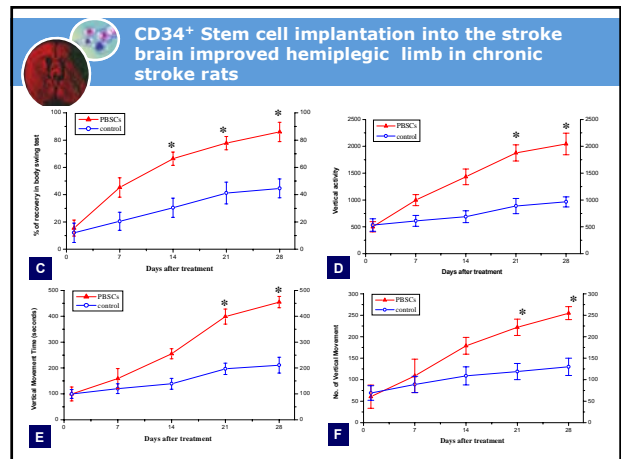 CD34+ Stem cell implantation into the stroke
brain improved hemiplegic limb in chronic
stroke rats
PBSCs
control
% of recovery in body swing test
100
80
60
40
20
0
100
80
60
40
20
0
* * *
0 7 14 21 28
Days after treatment
C
PBSCs
control
Vertical activity
2500
2000
1500
1000
500
0
2500
2000
1500
1000
500
0
* *
0 7 14 21 28
Days after treatment
D
PBSCs
control
Vertical Movement Time (seconds)
500
400
300
200
100
0
500
400
300
200
100
0
* *
0 7 14 21 28
Days after treatment
E
PBSCs
control
No. of Vertical Movement
300
250
200
150
100
50
0
300
250
200
150
100
50
0
* *
0 7 14 21 28
Days after treatment
F